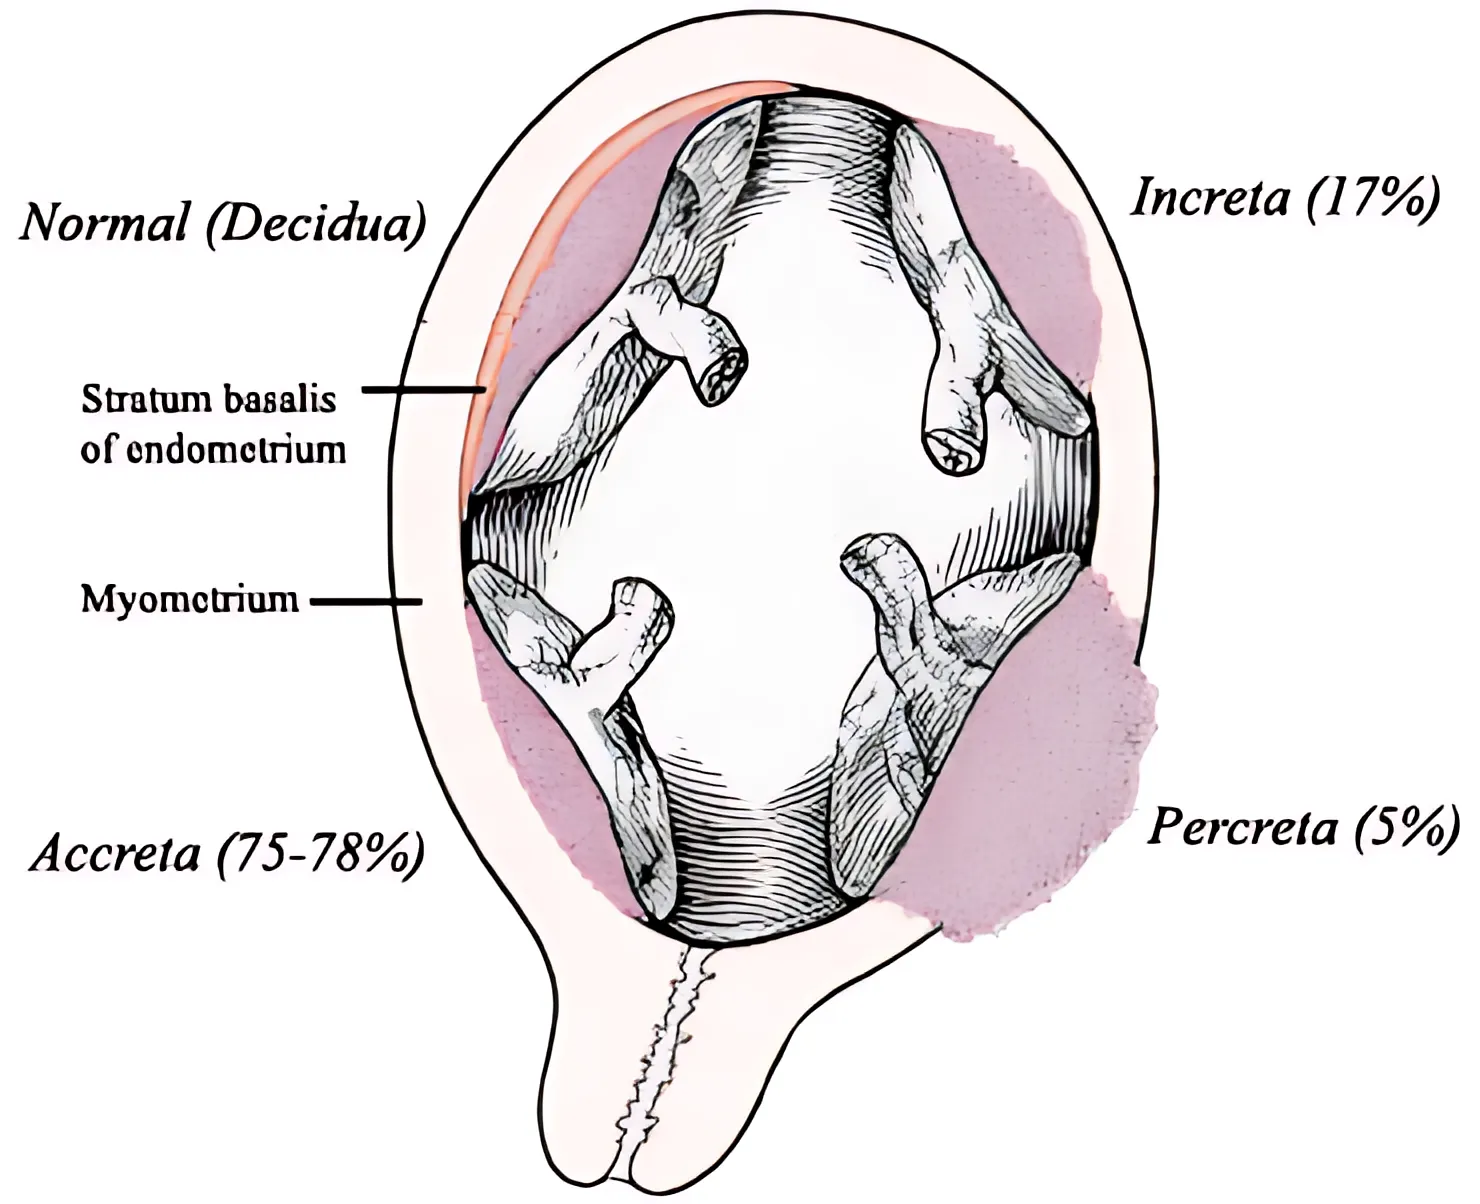 Normal (Decidua)
Increta (17%)
Stratum basalis
of endometrium
Myometrium
Accreta (75-78%)
Percreta (5%)